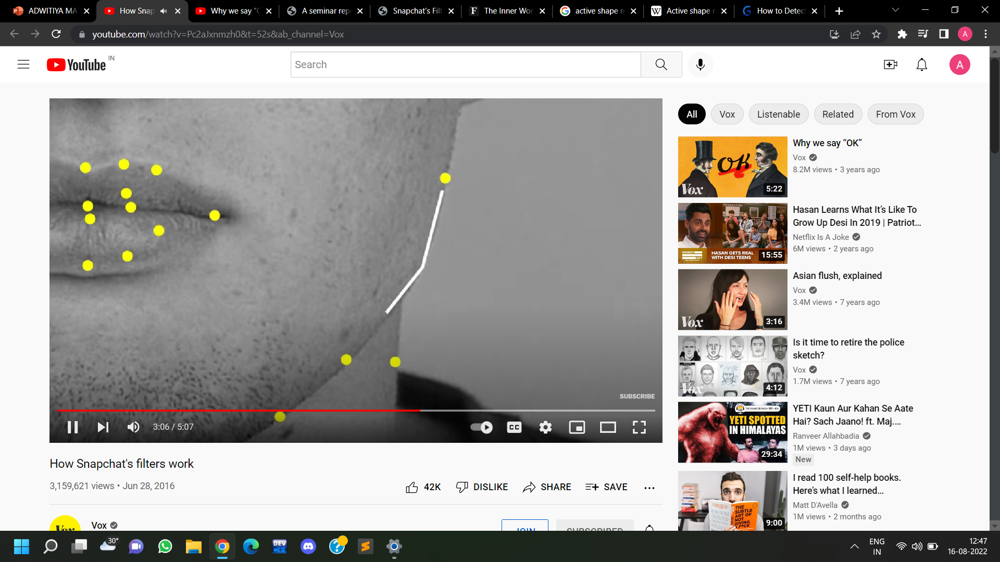 ADWITIYA MA
How Snap
Why we say “O
A seminar rep
Snapchat’s Filt
The Inner Wor
active shape m
Active shape m
How to Detec
youtube.com/watch?v=Pc2aJxnmzh0&t=52s&ab_channel=Vox
A
YouTube IN
Search
A
SUBSCRIBE
CC
3:06 / 5:07
How Snapchat's filters work
3,159,621 views • Jun 28, 2016
42K
DISLIKE
SHARE
SAVE
Vox
Vox
JOIN
SUBSCRIBED
All
Vox
Listenable
Related
From Vox
OK
Vox
5:22
Why we say “OK”
Vox
8.2M views • 3 years ago
PATRIOT
ACT
HASAN GETS REAL
WITH DESI TEENS
15:55
Hasan Learns What It’s Like To
Grow Up Desi In 2019 | Patriot...
Netflix Is A Joke
6M views • 2 years ago
Vox
3:16
Asian flush, explained
Vox
3.4M views • 7 years ago
Vox
4:12
Is it time to retire the police
sketch?
Vox
1.7M views • 7 years ago
YETI SPOTTED
IN HIMALAYAS
29:34
YETI Kaun Aur Kahan Se Aate
Hai? Sach Jaano! ft. Maj....
Ranveer Allahbadia
1M views • 3 days ago
New
THE
SUBTLE
ART OF
NOT
GIVING
A F*CK
9:00
I read 100 self-help books.
Here’s what I learned...
Matt D'Avella
1M views • 2 months ago
30°
DEV
C++
ENG
IN
12:47
16-08-2022